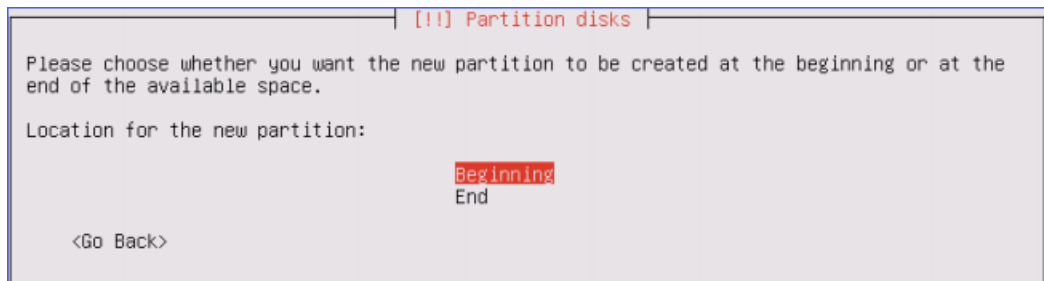 [!!] Partition disks
Please choose whether you want the new partition to be created at the beginning or at the
end of the available space.
Location for the new partition:
Beginning
End
<Go Back>